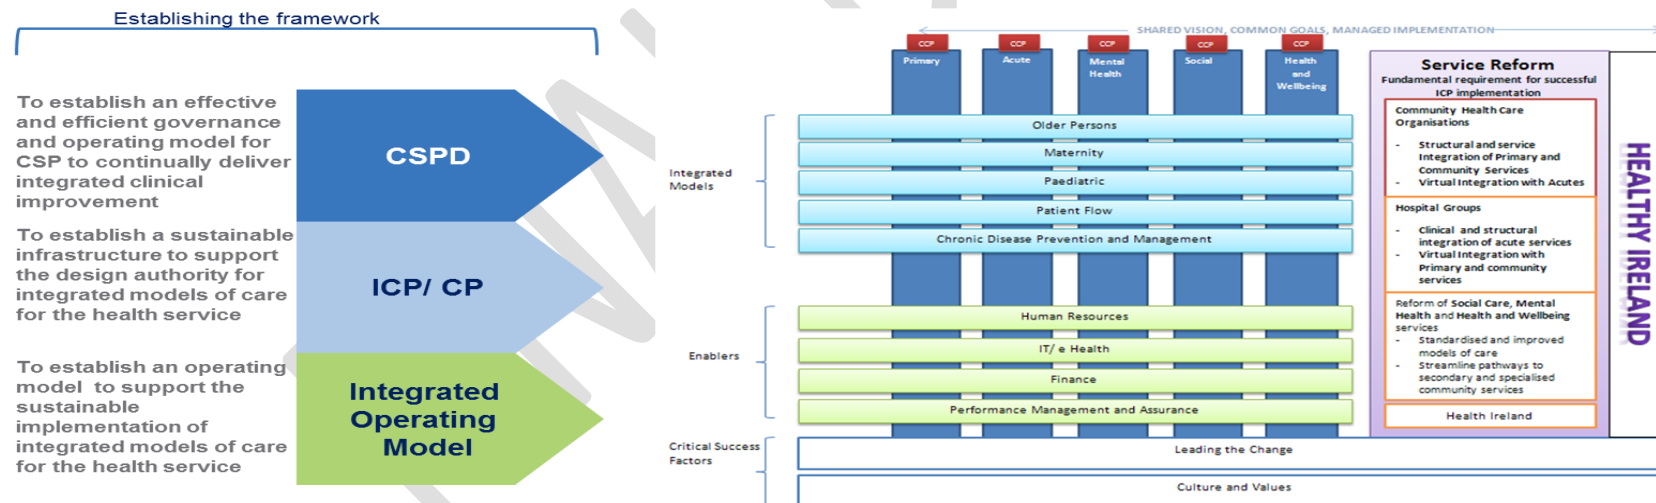 Establishing the framework
To establish an effective
and efficient governance
and operating model for
CSP to continually deliver
integrated clinical
improvement
CSPD
To establish a sustainable
infrastructure to support
the design authority for
integrated models of care
for the health service
ICP/ CP
To establish an operating
model to support the
sustainable
implementation of
integrated models of care
for the health service
Integrated
Operating
Model
SHARED VISION, COMMON GOALS, MANAGED IMPLEMENTATION
CCP
CCP
CCP
CCP
CCP
Primary
Acute
Mental
Health
Social
Health
and
Wellbeing
Integrated
Models
Older Persons
Maternity
Paediatric
Patient Flow
Chronic Disease Prevention and Management
Enablers
Human Resources
IT/ e Health
Finance
Performance Management and Assurance
Critical Success
Factors
Leading the Change
Culture and Values
Service Reform
Fundamental requirement for successful
ICP implementation
Community Health Care
Organisations
- Structural and service
Integration of Primary and
Community Services
- Virtual Integration with Acutes
Hospital Groups
- Clinical and structural
integration of acute services
- Virtual Integration with
Primary and community
services
Reform of Social Care, Mental
Health and Health and Wellbeing
services
- Standardised and improved
models of care
- Streamline pathways to
secondary and specialised
community services
Health Ireland
HEALTHY IRELAND